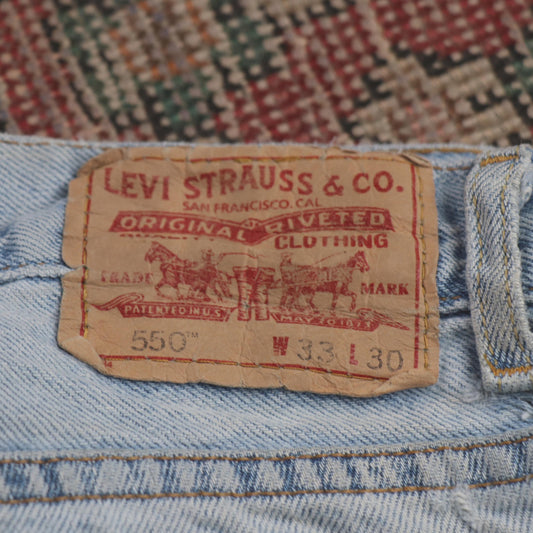 LEVI STRAUSS & CO.
SAN FRANCISCO, CAL
ORIGINAL RIVETED
QUALITY CLOTHING
TRADE MARK
PATENTED IN U.S. MAY 20 1873
550™ W 33 L 30